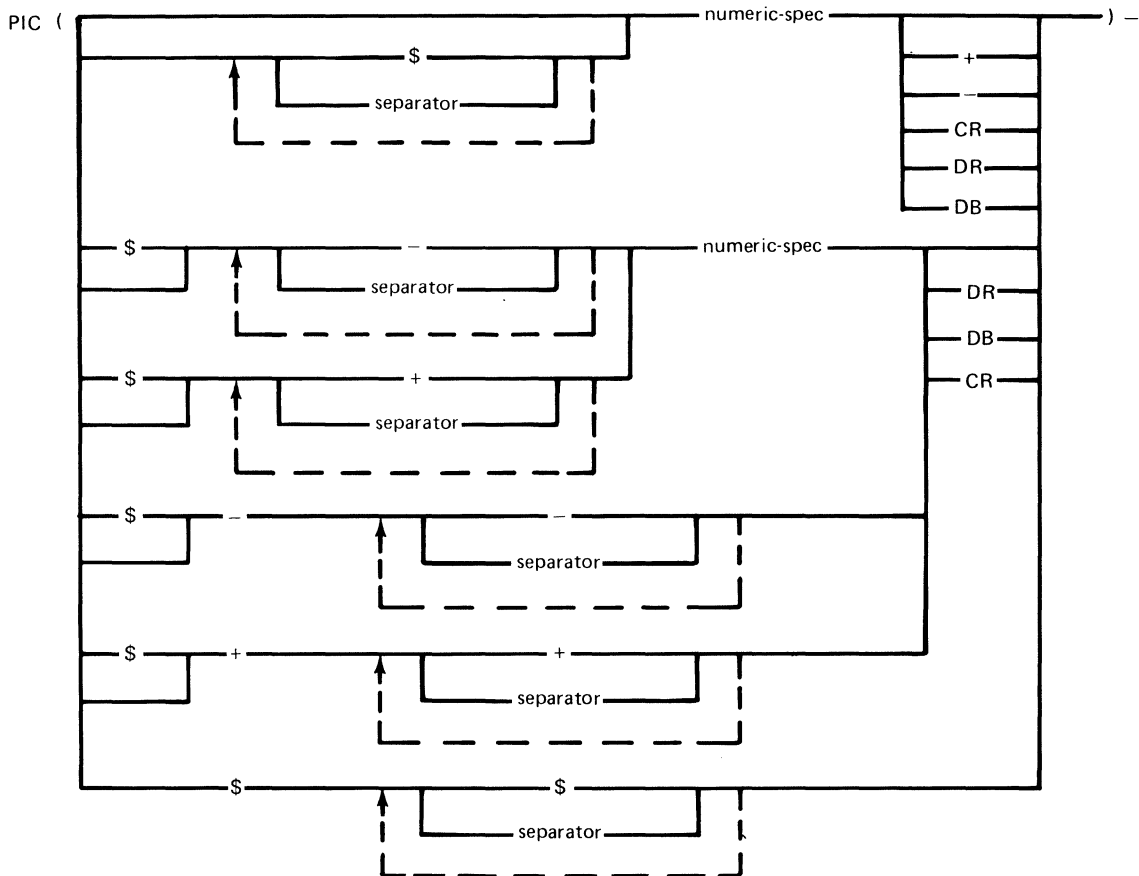 PIC ( numeric-spec ) –
$ +
separator –
CR
DR
DB
$ – numeric-spec
separator DR
DB
$ + CR
separator
$ – –
separator
$ + +
separator
$ $
separator